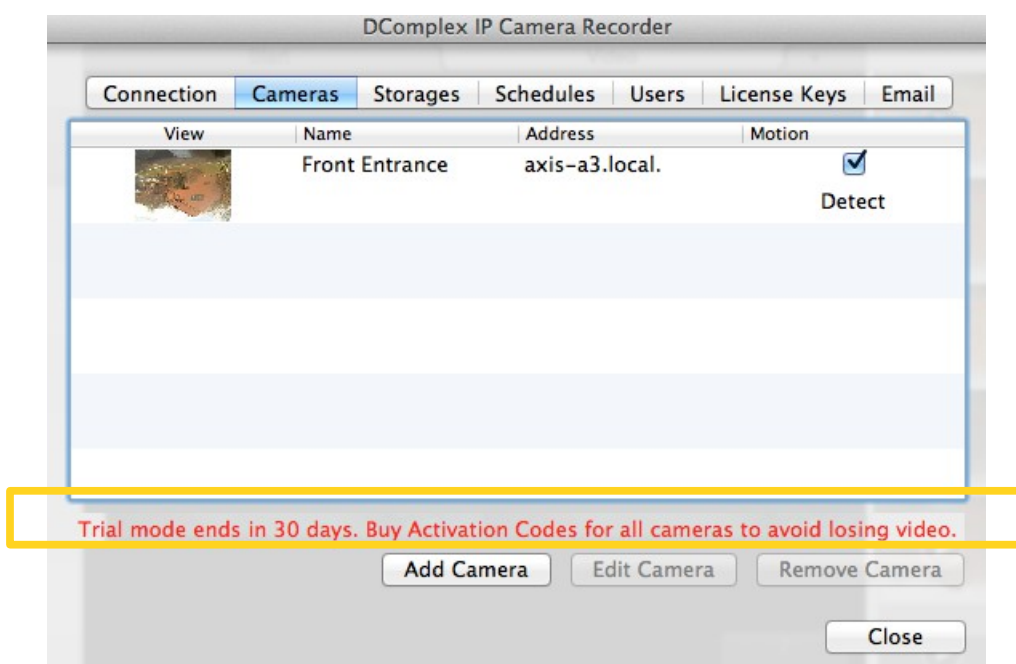 DComplex IP Camera Recorder
Connection Cameras Storages Schedules Users License Keys Email
View Name Address Motion
Front Entrance axis-a3.local.
Detect
Trial mode ends in 30 days. Buy Activation Codes for all cameras to avoid losing video.
Add Camera Edit Camera Remove Camera
Close